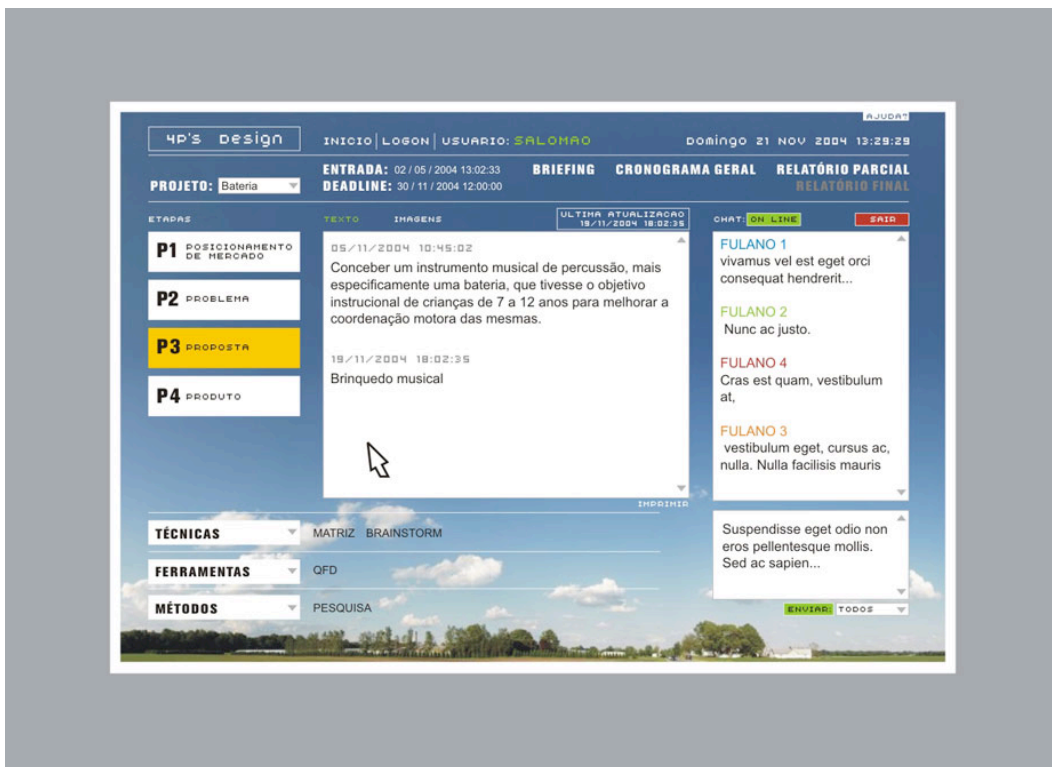 AJUDA?
4P's Design
INICIO | LOGON | USUARIO: SALOMAO
Domingo 21 NOV 2004 13:29:29
PROJETO: Bateria
ENTRADA: 02 / 05 / 2004 13:02:33
DEADLINE: 30 / 11 / 2004 12:00:00
BRIEFING
CRONOGRAMA GERAL
RELATÓRIO PARCIAL
RELATÓRIO FINAL
ETAPAS
P1 POSICIONAMENTO
DE MERCADO
P2 PROBLEMA
P3 PROPOSTA
P4 PRODUTO
TEXTO IMAGENS
ULTIMA ATUALIZACAO
19/11/2004 18:02:35
05/11/2004 10:45:02
Conceber um instrumento musical de percussão, mais
especificamente uma bateria, que tivesse o objetivo
instrucional de crianças de 7 a 12 anos para melhorar a
coordenação motora das mesmas.
19/11/2004 18:02:35
Brinquedo musical
IMPRIMIR
CHAT: ON LINE
SAIR
FULANO 1
vivamus vel est eget orci
consequat hendrerit...
FULANO 2
Nunc ac justo.
FULANO 4
Cras est quam, vestibulum
at,
FULANO 3
vestibulum eget, cursus ac,
nulla. Nulla facilisis mauris
Suspendisse eget odio non
eros pellentesque mollis.
Sed ac sapien...
ENVIAR: TODOS
TÉCNICAS
MATRIZ BRAINSTORM
FERRAMENTAS
QFD
MÉTODOS
PESQUISA